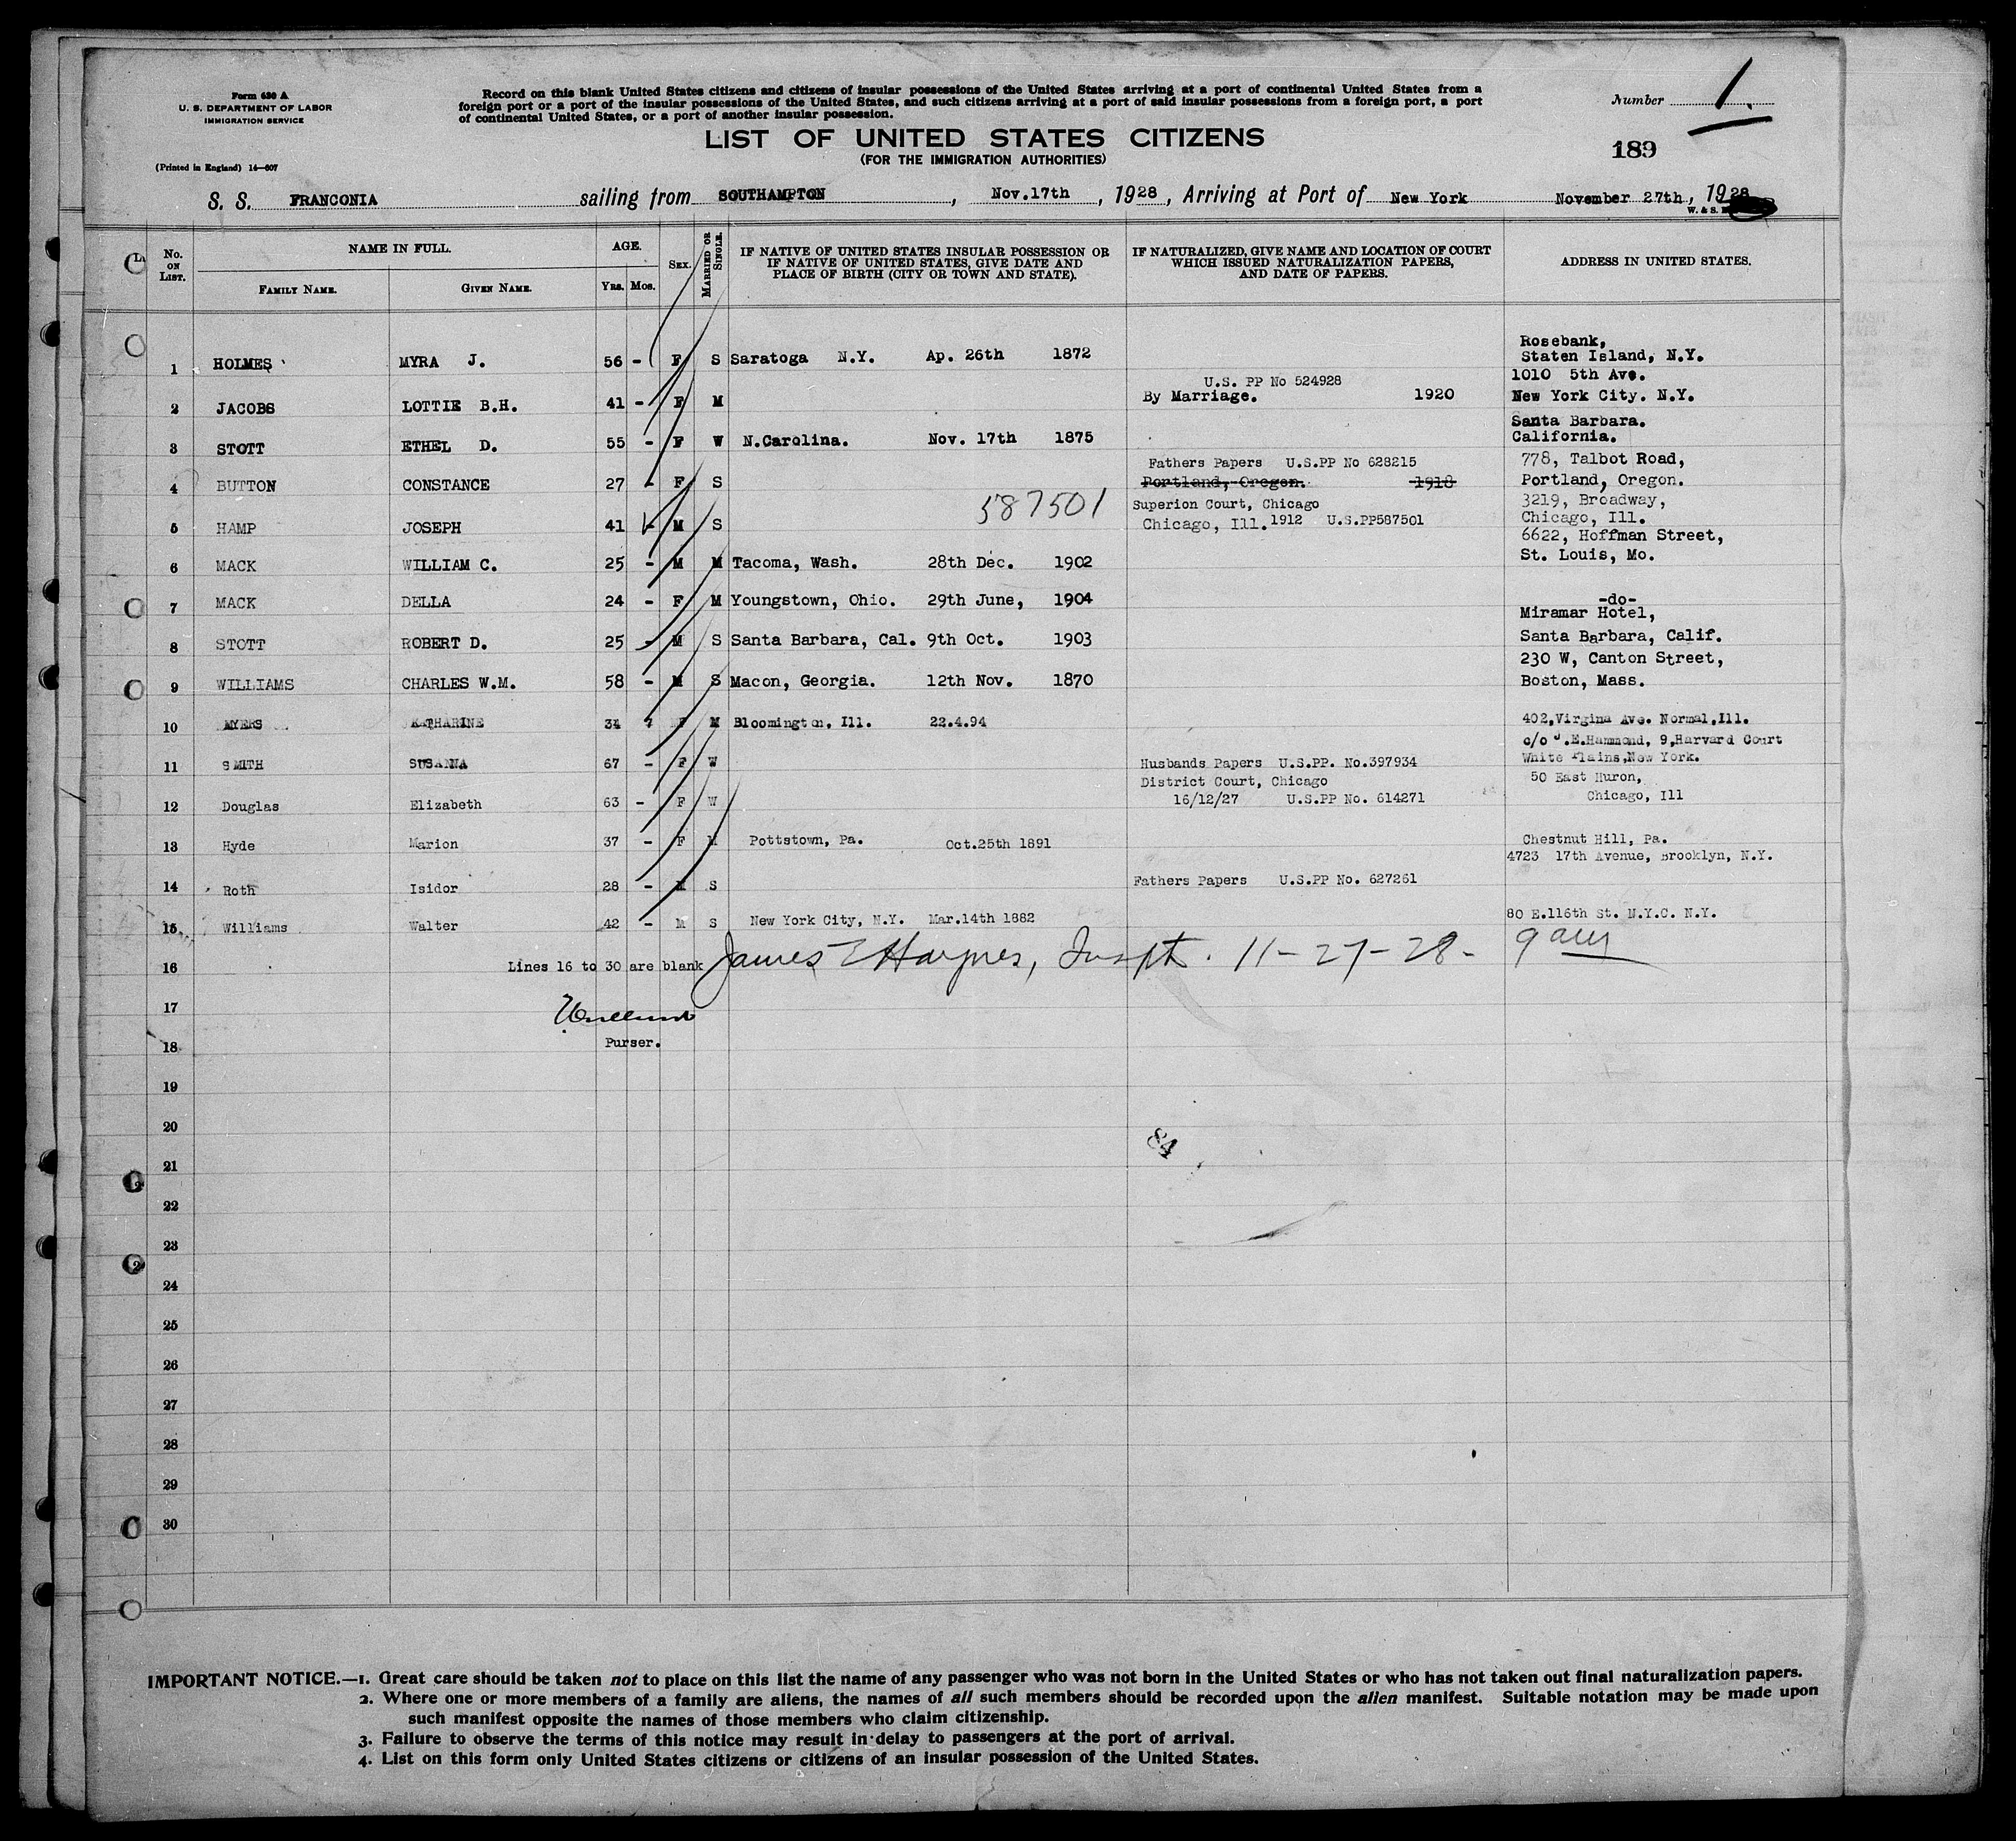 Form 630 A
U. S. DEPARTMENT OF LABOR
IMMIGRATION SERVICE
(Printed in England) 14—607
Record on this blank United States citizens and citizens of insular possessions of the United States arriving at a port of continental United States from a
foreign port or a port of the insular possessions of the United States, and such citizens arriving at a port of said insular possessions from a foreign port, a port
of continental United States, or a port of another insular possession.
LIST OF UNITED STATES CITIZENS
(FOR THE IMMIGRATION AUTHORITIES)
Number 1.
189
S. S. FRANCONIA sailing from SOUTHAMPTON, Nov.17th, 1928, Arriving at Port of New York November 27th, 1928
W. & S.
No. ON LIST. NAME IN FULL. AGE. SEX. MARRIED OR SINGLE. IF NATIVE OF UNITED STATES INSULAR POSSESSION OR IF NATIVE OF UNITED STATES, GIVE DATE AND PLACE OF BIRTH (CITY OR TOWN AND STATE). IF NATURALIZED, GIVE NAME AND LOCATION OF COURT WHICH ISSUED NATURALIZATION PAPERS, AND DATE OF PAPERS. ADDRESS IN UNITED STATES.
FAMILY NAME. GIVEN NAME. Yrs. Mos.
1 HOLMES MYRA J. 56 - F S Saratoga N.Y. Ap. 26th 1872 Rosebank, Staten Island, N.Y.
2 JACOBS LOTTIE B.H. 41 - F M U.S. PP No 524928 By Marriage. 1920 1010 5th Ave. New York City. N.Y.
3 STOTT ETHEL D. 55 - F W N.Carolina. Nov. 17th 1875 Santa Barbara. California.
4 BUTTON CONSTANCE 27 - F S Fathers Papers U.S.PP No 628215 Portland, Oregon. 1918 778, Talbot Road, Portland, Oregon.
5 HAMP JOSEPH 41 - M S 587501 Superion Court, Chicago Chicago, Ill. 1912 U.S.PP587501 3219, Broadway, Chicago, Ill.
6 MACK WILLIAM C. 25 - M M Tacoma, Wash. 28th Dec. 1902 6622, Hoffman Street, St. Louis, Mo.
7 MACK DELLA 24 - F M Youngstown, Ohio. 29th June, 1904 -do-
8 STOTT ROBERT D. 25 - M S Santa Barbara, Cal. 9th Oct. 1903 Miramar Hotel, Santa Barbara, Calif.
9 WILLIAMS CHARLES W.M. 58 - M S Macon, Georgia. 12th Nov. 1870 230 W, Canton Street, Boston, Mass.
10 MYERS KATHARINE 34 7 F M Bloomington, Ill. 22.4.94 402,Virgina Ave. Normal,Ill.
11 SMITH SUSANNA 67 - F W Husbands Papers U.S.PP. No.397934 c/o .E.Hammond, 9,Harvard Court White Plains,New York.
12 Douglas Elizabeth 63 - F W District Court, Chicago 16/12/27 U.S.PP No. 614271 50 East Huron, Chicago, Ill
13 Hyde Marion 37 - F M Pottstown, Pa. Oct.25th 1891 Chestnut Hill, Pa.
14 Roth Isidor 28 - M S Fathers Papers U.S.PP No. 627261 4723 17th Avenue, Brooklyn, N.Y.
15 Williams Walter 42 - M S New York City, N.Y. Mar.14th 1882 80 E.116th St. N.Y.C. N.Y.
16 Lines 16 to 30 are blank James E Haynes, Inspt. 11-27-28- 9 am
17
18 Purser.
19
20
84
21
22
23
24
25
26
27
28
29
30
IMPORTANT NOTICE.—1. Great care should be taken not to place on this list the name of any passenger who was not born in the United States or who has not taken out final naturalization papers.
2. Where one or more members of a family are aliens, the names of all such members should be recorded upon the alien manifest. Suitable notation may be made upon
such manifest opposite the names of those members who claim citizenship.
3. Failure to observe the terms of this notice may result in delay to passengers at the port of arrival.
4. List on this form only United States citizens or citizens of an insular possession of the United States.